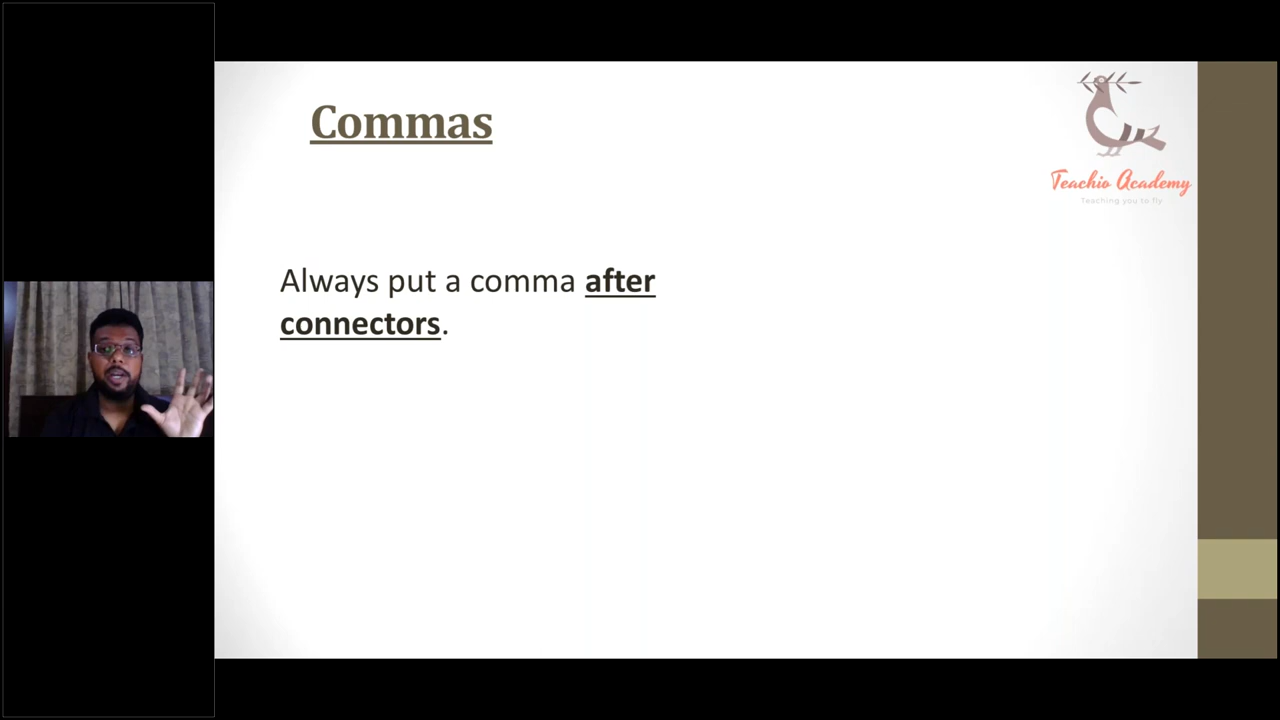 Commas
Teachio Academy
Teaching you to fly
Always put a comma after
connectors.